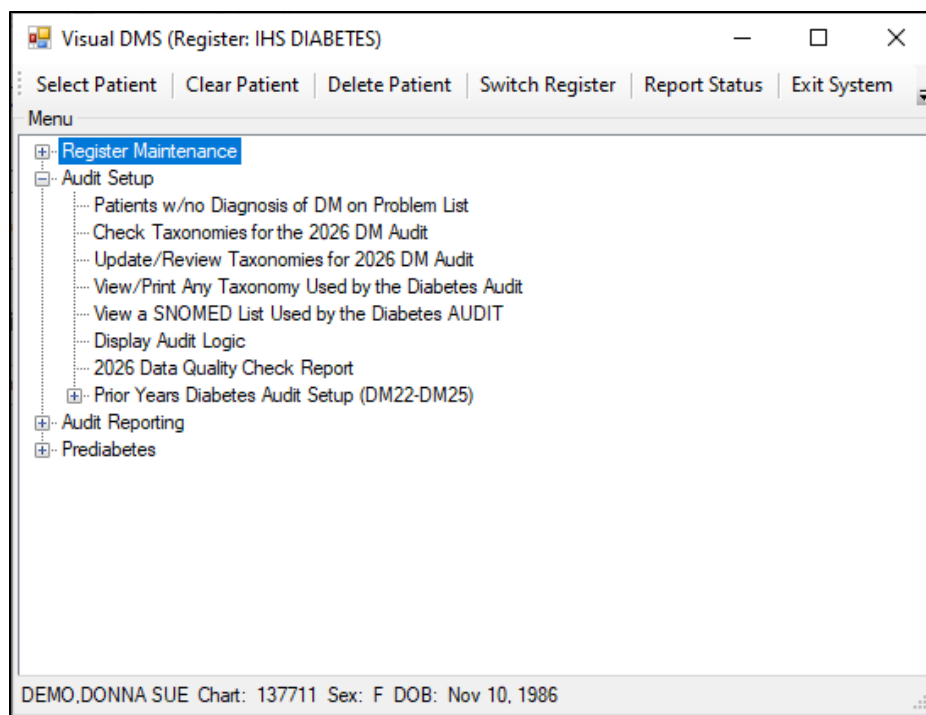 Visual DMS (Register: IHS DIABETES)
Select Patient Clear Patient Delete Patient Switch Register Report Status Exit System
Menu
Register Maintenance
Audit Setup
Patients w/no Diagnosis of DM on Problem List
Check Taxonomies for the 2026 DM Audit
Update/Review Taxonomies for 2026 DM Audit
View/Print Any Taxonomy Used by the Diabetes Audit
View a SNOMED List Used by the Diabetes AUDIT
Display Audit Logic
2026 Data Quality Check Report
Prior Years Diabetes Audit Setup (DM22-DM25)
Audit Reporting
Prediabetes
DEMO,DONNA SUE Chart: 137711 Sex: F DOB: Nov 10, 1986